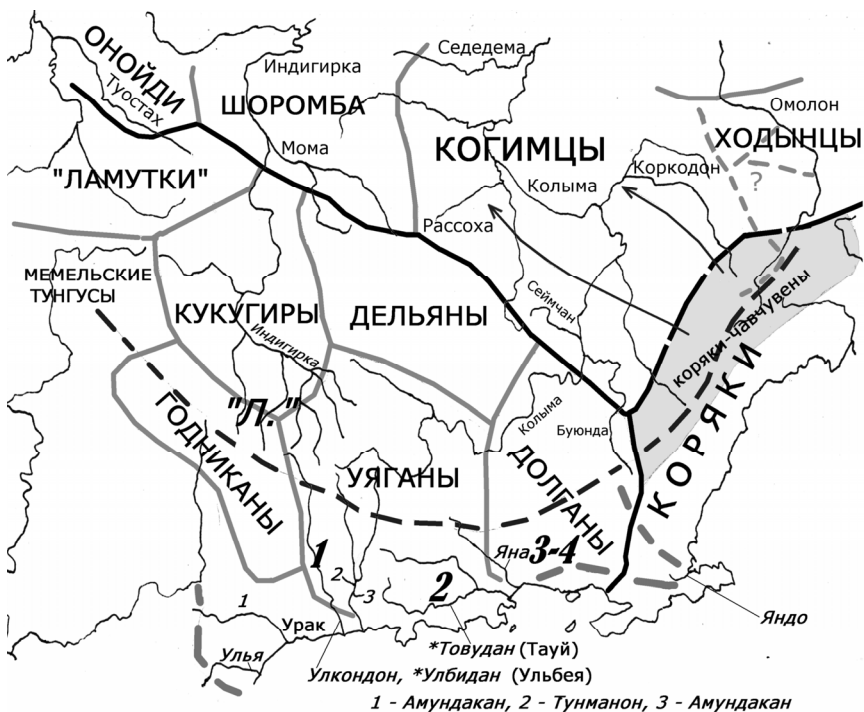 ОНОЙДИ
Туостах
Индигирка
Седедема
ШОРОМБА
Омолон
Мома
КОГИМЦЫ
ХОДЫНЦЫ
"ЛАМУТКИ"
Коркодон
?
Колыма
Рассоха
МЕМЕЛЬСКИЕ
ТУНГУСЫ
КУКУГИРЫ
ДЕЛЬЯНЫ
Сеймчан
Индигирка
коряки-чавчувены
КОРЯКИ
"Л."
ГОДНИКАНЫ
Колыма
Буюнда
УЯГАНЫ
ДОЛГАНЫ
1
Яна
3-4
2
3
2
1
Урак
Яндо
Улья
*Товудан (Тауй)
Улкондон, *Улбидан (Ульбея)
1 - Амундакан, 2 - Тунманон, 3 - Амундакан